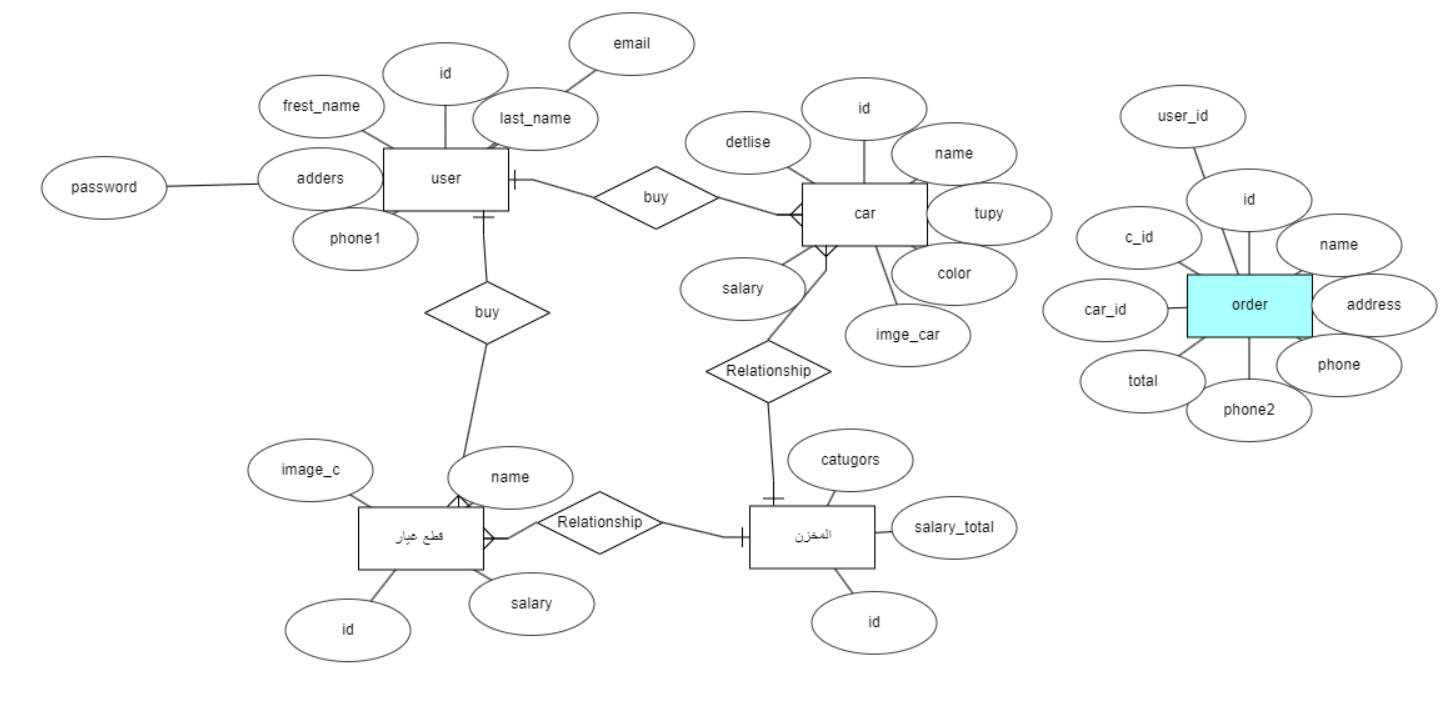 email
id
frest_name
last_name
user
adders
password
phone1
buy
id
detlise
name
car
tupy
salary
color
imge_car
user_id
id
c_id
name
order
address
car_id
phone
total
phone2
buy
Relationship
image_c
name
قطع غيار
Relationship
salary
id
catugors
المخزن
salary_total
id